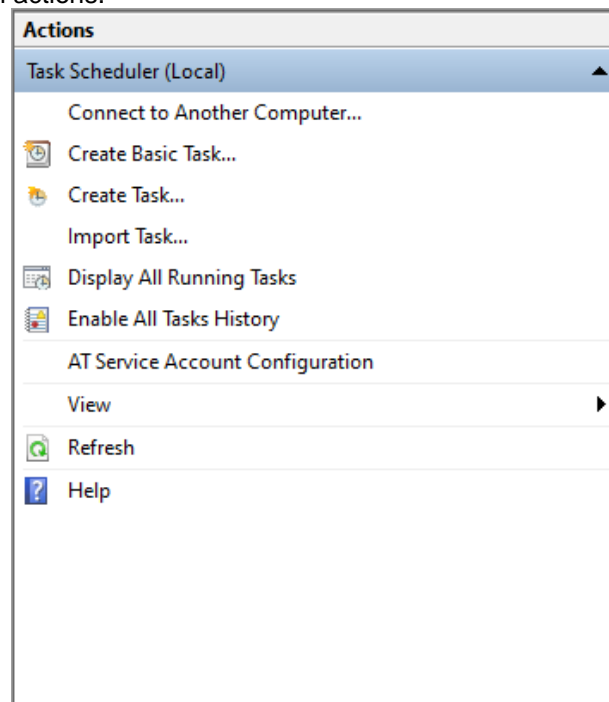 actions.
Actions
Task Scheduler (Local)
Connect to Another Computer...
Create Basic Task...
Create Task...
Import Task...
Display All Running Tasks
Enable All Tasks History
AT Service Account Configuration
View
Refresh
Help